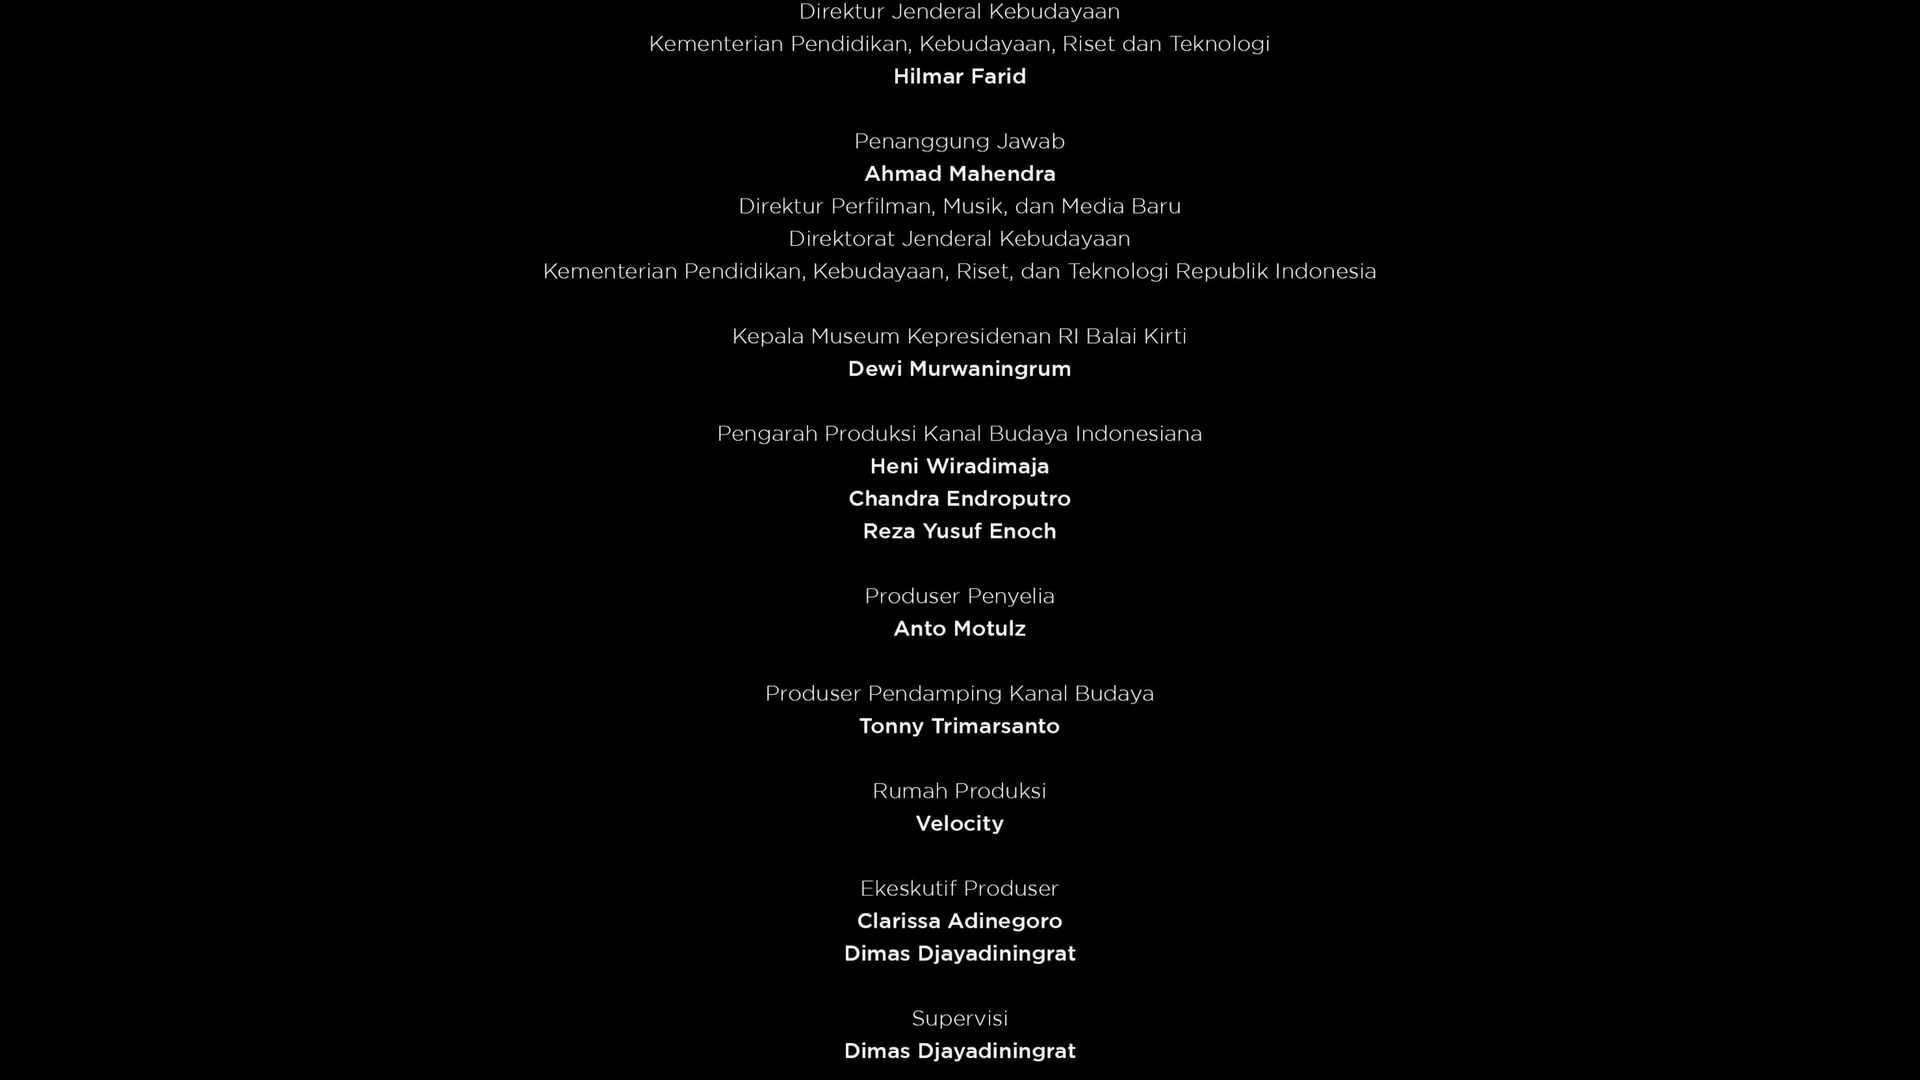 Direktur Jenderal Kebudayaan
Kementerian Pendidikan, Kebudayaan, Riset dan Teknologi
Hilmar Farid
Penanggung Jawab
Ahmad Mahendra
Direktur Perfilman, Musik, dan Media Baru
Direktorat Jenderal Kebudayaan
Kementerian Pendidikan, Kebudayaan, Riset, dan Teknologi Republik Indonesia
Kepala Museum Kepresidenan RI Balai Kirti
Dewi Murwaningrum
Pengarah Produksi Kanal Budaya Indonesiana
Heni Wiradimaja
Chandra Endroputro
Reza Yusuf Enoch
Produser Penyelia
Anto Motulz
Produser Pendamping Kanal Budaya
Tonny Trimarsanto
Rumah Produksi
Velocity
Ekeskutif Produser
Clarissa Adinegoro
Dimas Djayadiningrat
Supervisi
Dimas Djayadiningrat